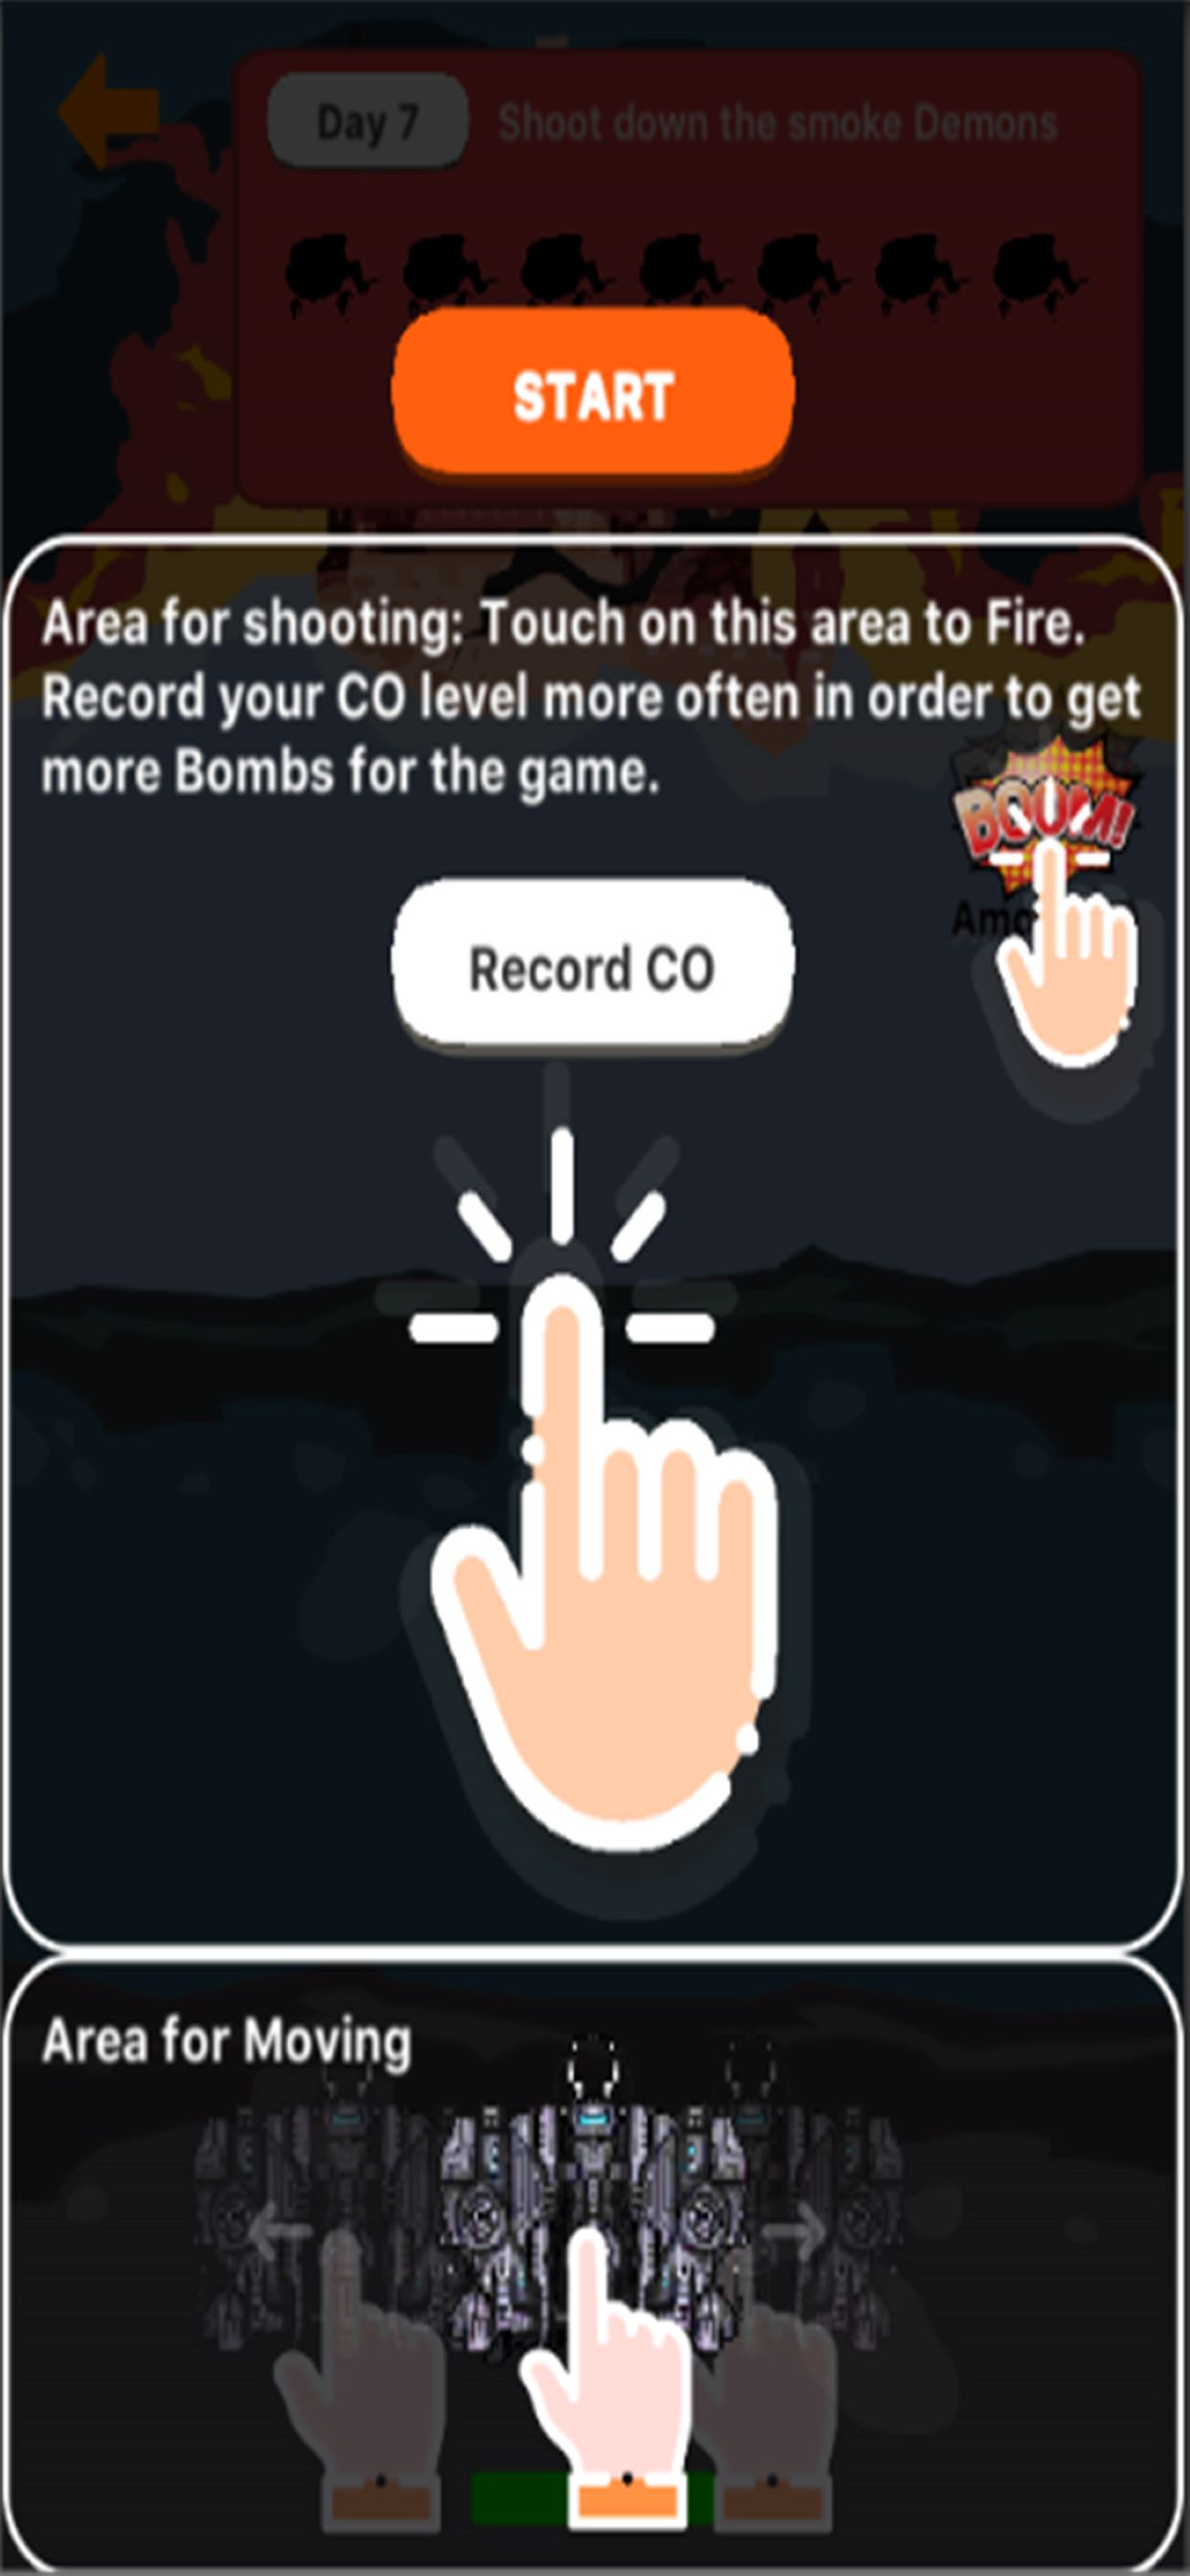 Day 7 Shoot down the smoke Demons
START
Area for shooting: Touch on this area to Fire.
Record your CO level more often in order to get
more Bombs for the game.
BOOM!
Record CO
Area for Moving